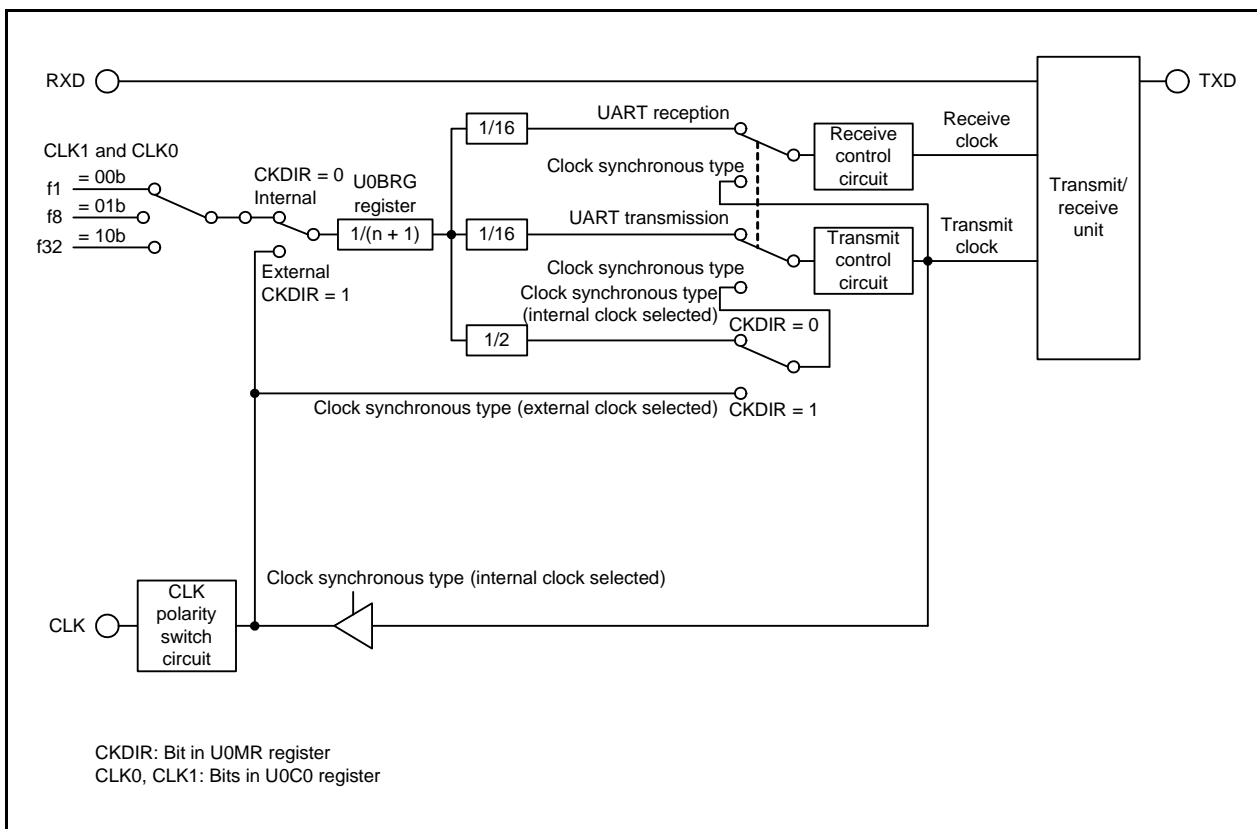 RXD
TXD
CLK1 and CLK0
f1
= 00b
f8
= 01b
f32
= 10b
CKDIR = 0
Internal
External
CKDIR = 1
U0BRG
register
1/(n + 1)
1/16
UART reception
Clock synchronous type
1/16
UART transmission
Clock synchronous type
Clock synchronous type
(internal clock selected)
CKDIR = 0
1/2
Clock synchronous type (external clock selected)
CKDIR = 1
Receive
control
circuit
Receive
clock
Transmit
control
circuit
Transmit
clock
Transmit/
receive
unit
Clock synchronous type (internal clock selected)
CLK
CLK
polarity
switch
circuit
CKDIR: Bit in U0MR register
CLK0, CLK1: Bits in U0C0 register